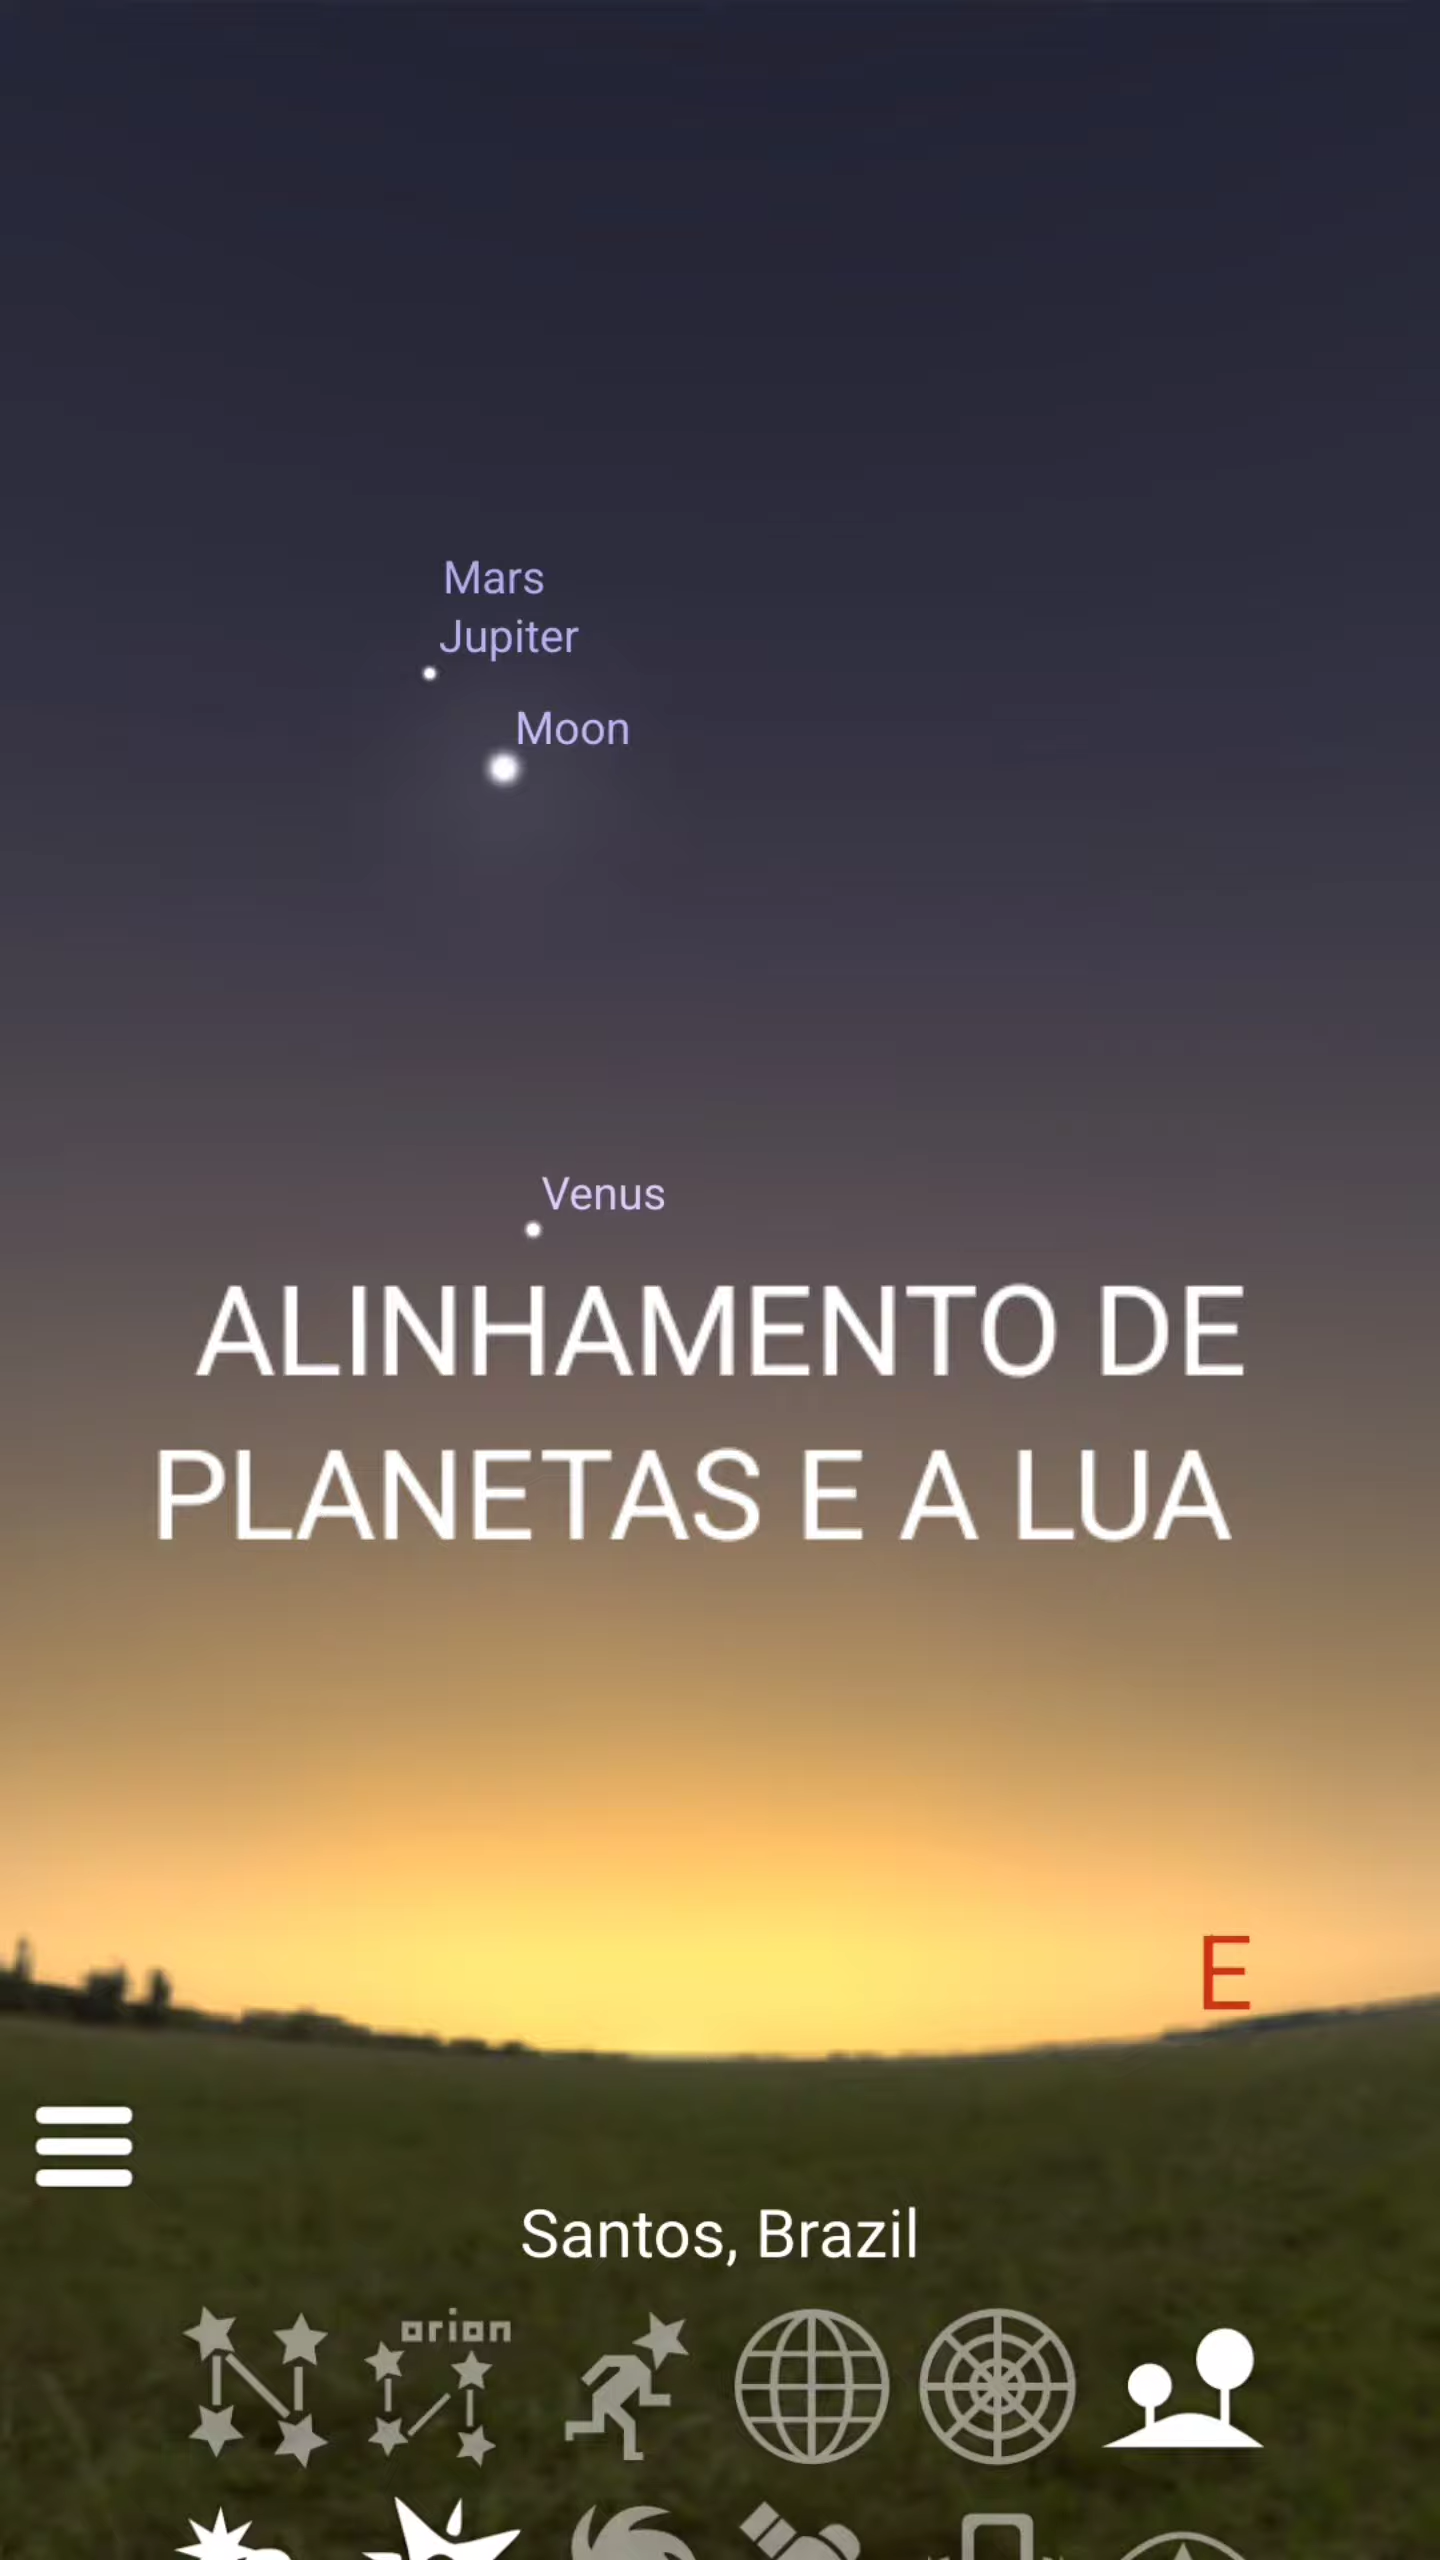 Mars
Jupiter
Moon
Venus
ALINHAMENTO DE
PLANETAS E A LUA
E
Santos, Brazil
orion